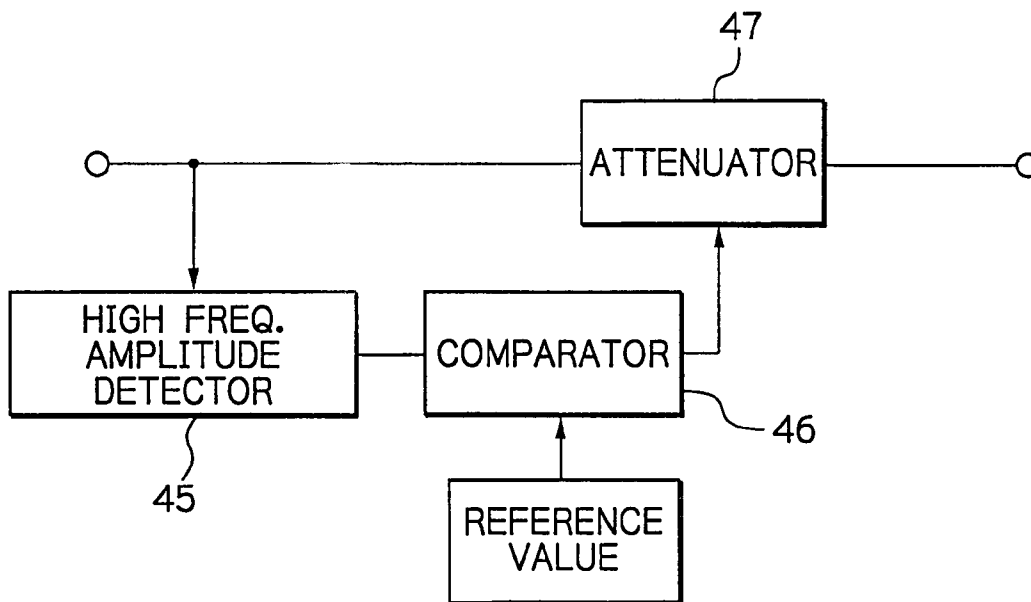 47
ATTENUATOR
HIGH FREQ.
AMPLITUDE
DETECTOR
COMPARATOR
45
46
REFERENCE
VALUE